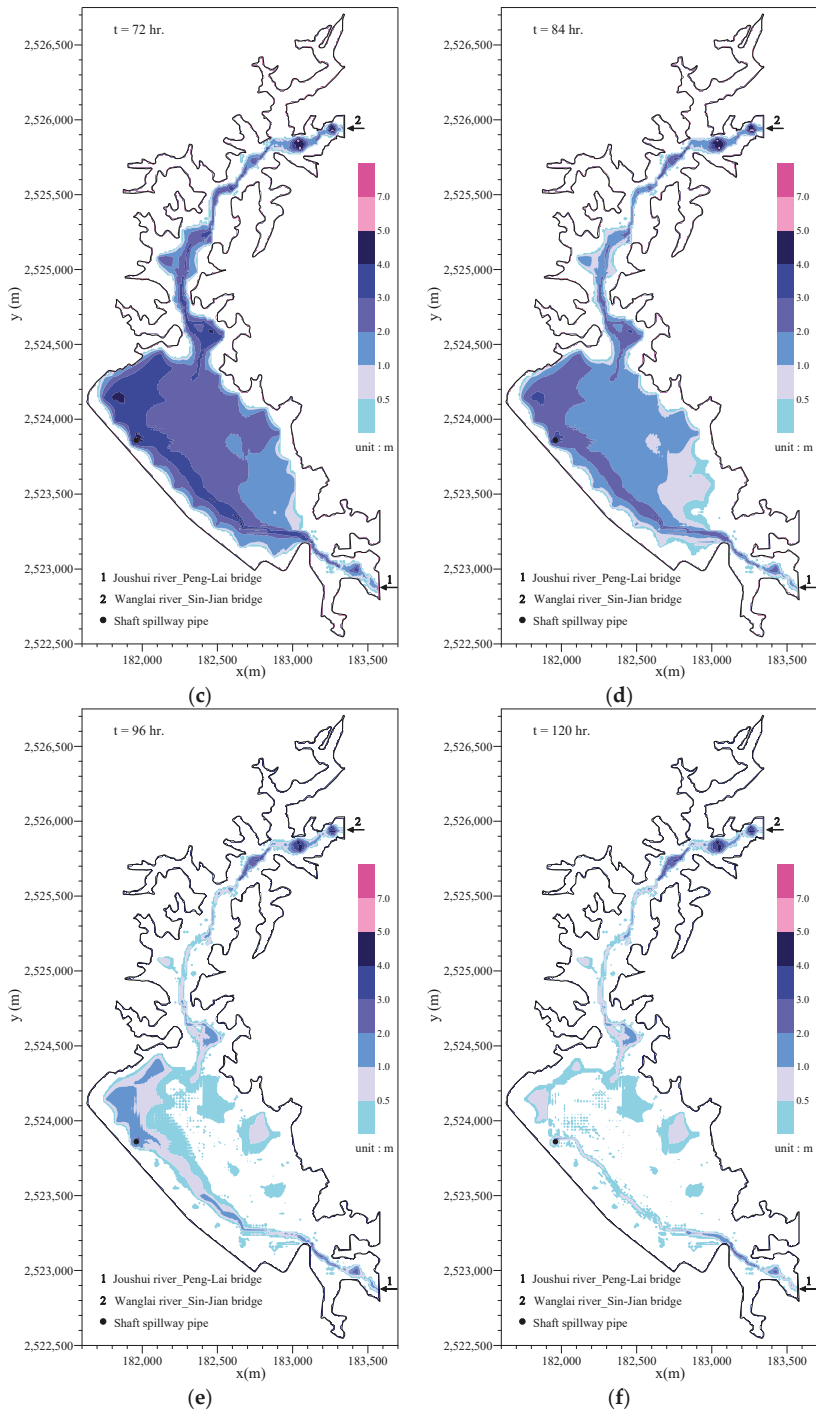 t = 72 hr.
2,526,500
2,526,000
2,525,500
2,525,000
2,524,500
2,524,000
2,523,500
2,523,000
2,522,500
y (m)
2
7.0
5.0
4.0
3.0
2.0
1.0
0.5
unit : m
1
1 Joushui river_Peng-Lai bridge
2 Wanglai river_Sin-Jian bridge
Shaft spillway pipe
182,000 182,500 183,000 183,500
x(m)
(c)
t = 84 hr.
2,526,500
2,526,000
2,525,500
2,525,000
2,524,500
2,524,000
2,523,500
2,523,000
2,522,500
y (m)
2
7.0
5.0
4.0
3.0
2.0
1.0
0.5
unit : m
1
1 Joushui river_Peng-Lai bridge
2 Wanglai river_Sin-Jian bridge
Shaft spillway pipe
182,000 182,500 183,000 183,500
x(m)
(d)
t = 96 hr.
2,526,500
2,526,000
2,525,500
2,525,000
2,524,500
2,524,000
2,523,500
2,523,000
2,522,500
y (m)
2
7.0
5.0
4.0
3.0
2.0
1.0
0.5
unit : m
1
1 Joushui river_Peng-Lai bridge
2 Wanglai river_Sin-Jian bridge
Shaft spillway pipe
182,000 182,500 183,000 183,500
x(m)
(e)
t = 120 hr.
2,526,500
2,526,000
2,525,500
2,525,000
2,524,500
2,524,000
2,523,500
2,523,000
2,522,500
y (m)
2
7.0
5.0
4.0
3.0
2.0
1.0
0.5
unit : m
1
1 Joushui river_Peng-Lai bridge
2 Wanglai river_Sin-Jian bridge
Shaft spillway pipe
182,000 182,500 183,000 183,500
x(m)
(f)